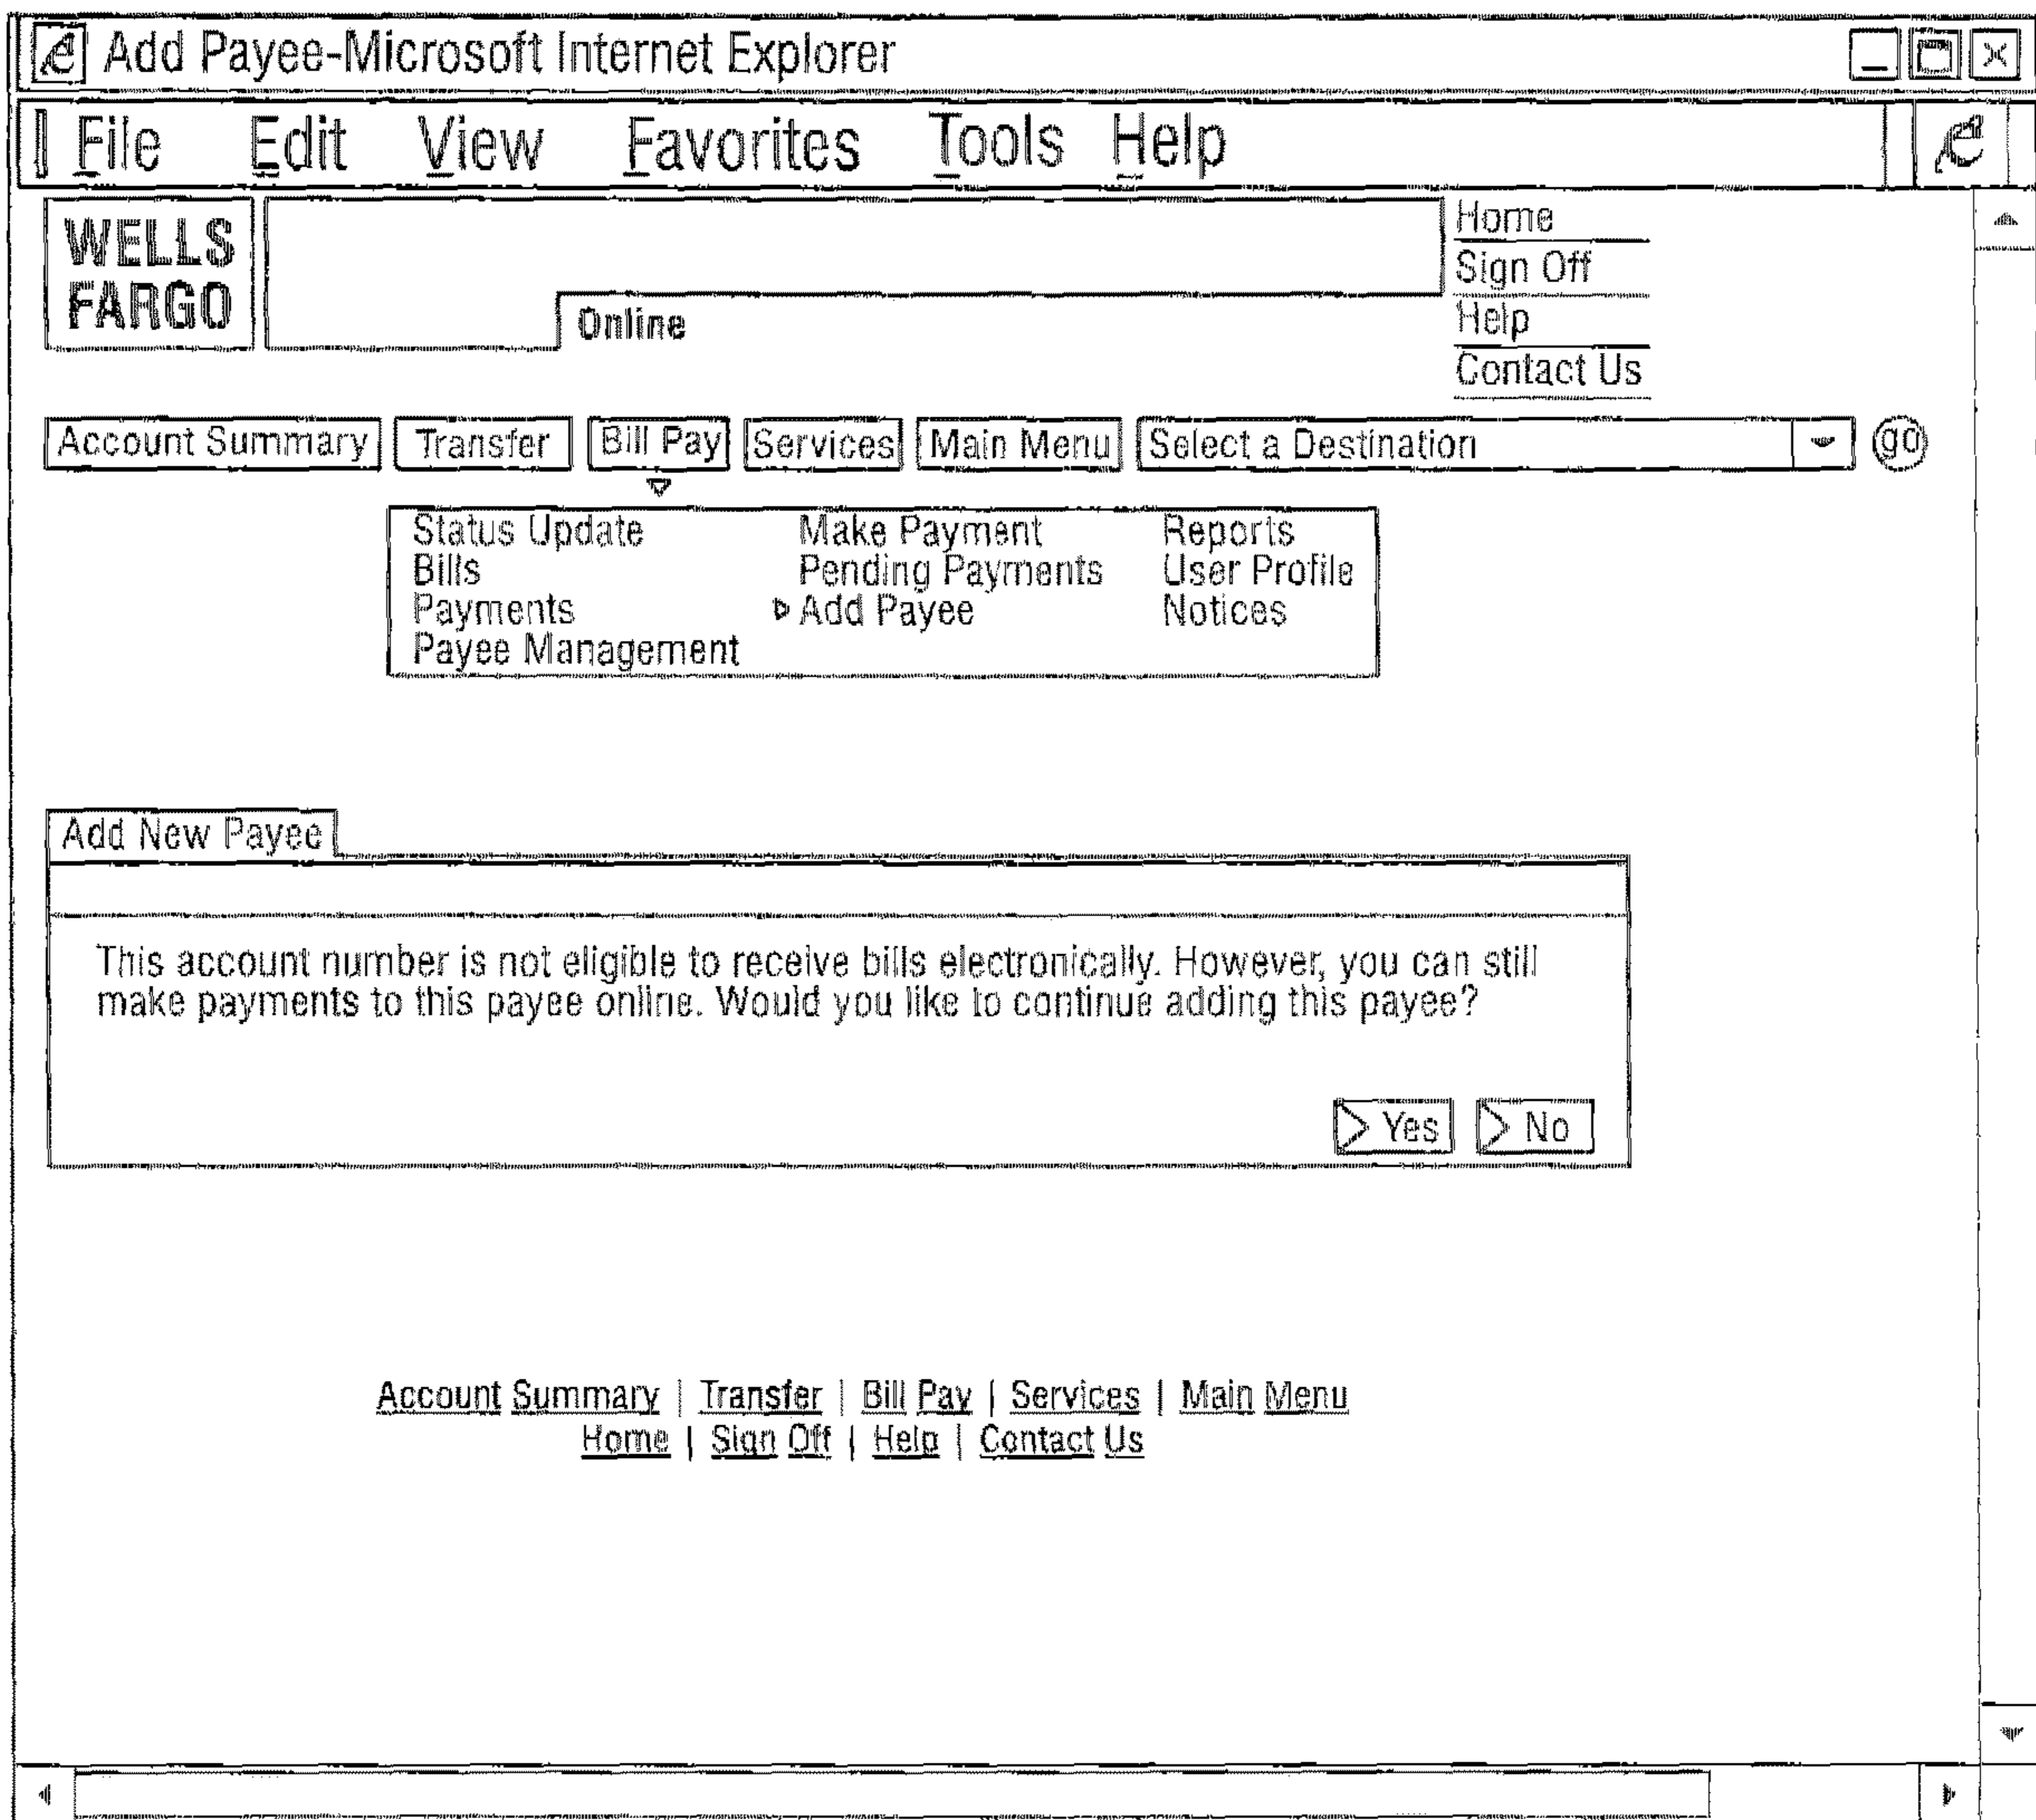 Add Payee-Microsoft Internet Explorer
File Edit View Favorites Tools Help
WELLS
FARGO
Online
Home
Sign Off
Help
Contact Us
Account Summary Transfer Bill Pay Services Main Menu Select a Destination go
Status Update Make Payment Reports
Bills Pending Payments User Profile
Payments Add Payee Notices
Payee Management
Add New Payee
This account number is not eligible to receive bills electronically. However, you can still
make payments to this payee online. Would you like to continue adding this payee?
Yes No
Account Summary | Transfer | Bill Pay | Services | Main Menu
Home | Sign Off | Help | Contact Us